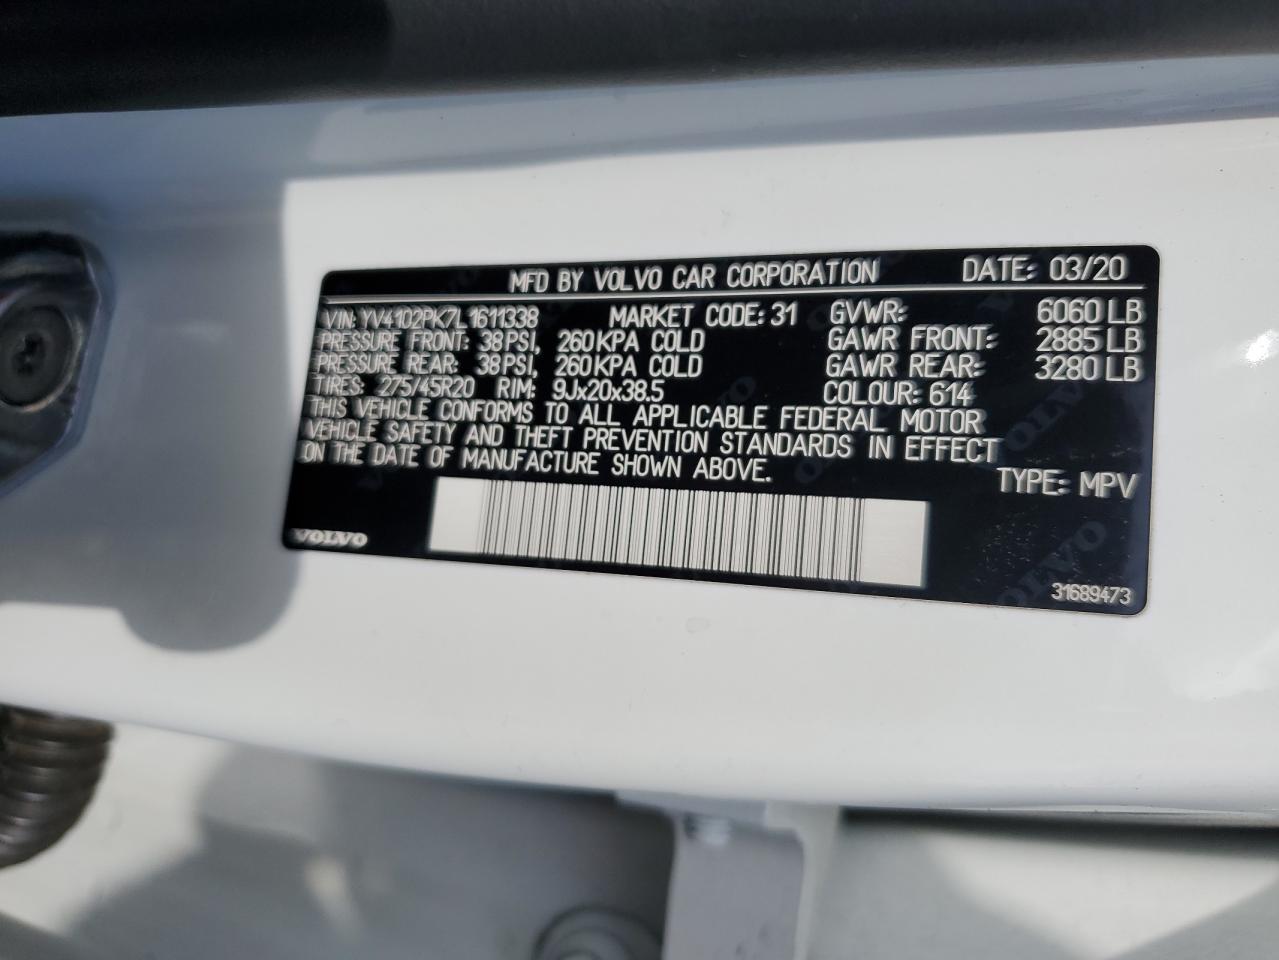 MFD BY VOLVO CAR CORPORATION DATE: 03/20
VIN: YV4102PK7L1611338 MARKET CODE: 31 GVWR: 6060 LB
PRESSURE FRONT: 38 PSI, 260 KPA COLD GAWR FRONT: 2885 LB
PRESSURE REAR: 38 PSI, 260 KPA COLD GAWR REAR: 3280 LB
TIRES: 275/45R20 RIM: 9Jx20x38.5 COLOUR: 614
THIS VEHICLE CONFORMS TO ALL APPLICABLE FEDERAL MOTOR
VEHICLE SAFETY AND THEFT PREVENTION STANDARDS IN EFFECT
ON THE DATE OF MANUFACTURE SHOWN ABOVE.
TYPE: MPV
VOLVO
31689473